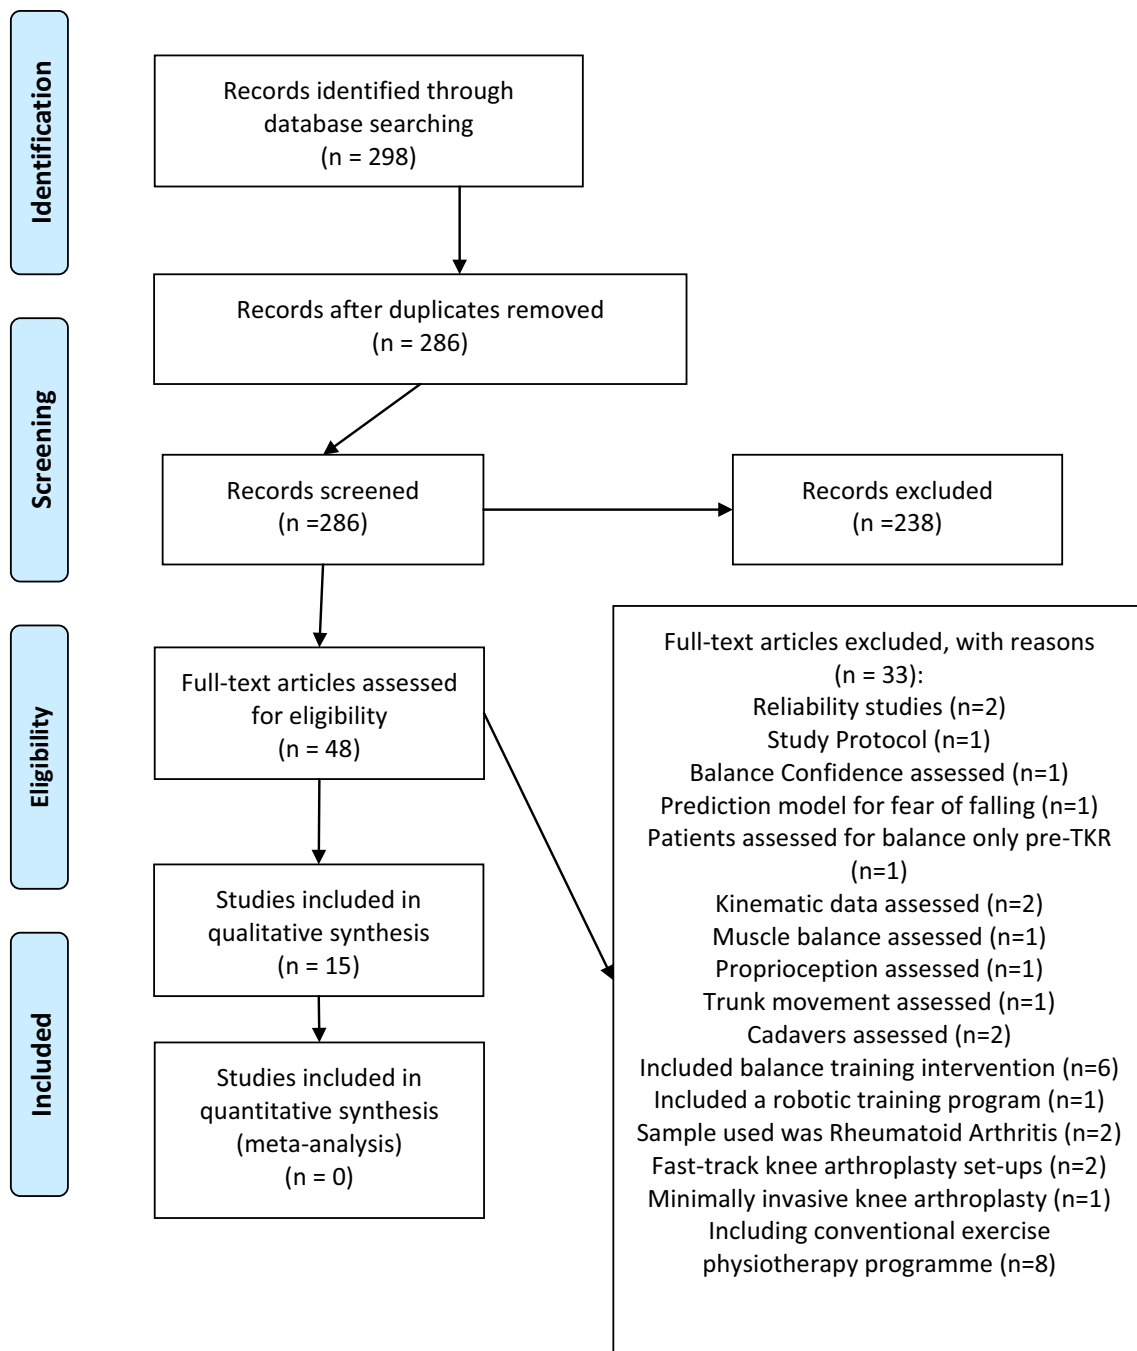 Identification
Records identified through
database searching
(n = 298)
Records after duplicates removed
(n = 286)
Screening
Records screened
(n =286)
Records excluded
(n =238)
Eligibility
Full-text articles assessed
for eligibility
(n = 48)
Full-text articles excluded, with reasons
(n = 33):
Reliability studies (n=2)
Study Protocol (n=1)
Balance Confidence assessed (n=1)
Prediction model for fear of falling (n=1)
Patients assessed for balance only pre-TKR
(n=1)
Kinematic data assessed (n=2)
Muscle balance assessed (n=1)
Proprioception assessed (n=1)
Trunk movement assessed (n=1)
Cadavers assessed (n=2)
Included balance training intervention (n=6)
Included a robotic training program (n=1)
Sample used was Rheumatoid Arthritis (n=2)
Fast-track knee arthroplasty set-ups (n=2)
Minimally invasive knee arthroplasty (n=1)
Including conventional exercise
physiotherapy programme (n=8)
Included
Studies included in
qualitative synthesis
(n = 15)
Studies included in
quantitative synthesis
(meta-analysis)
(n = 0)